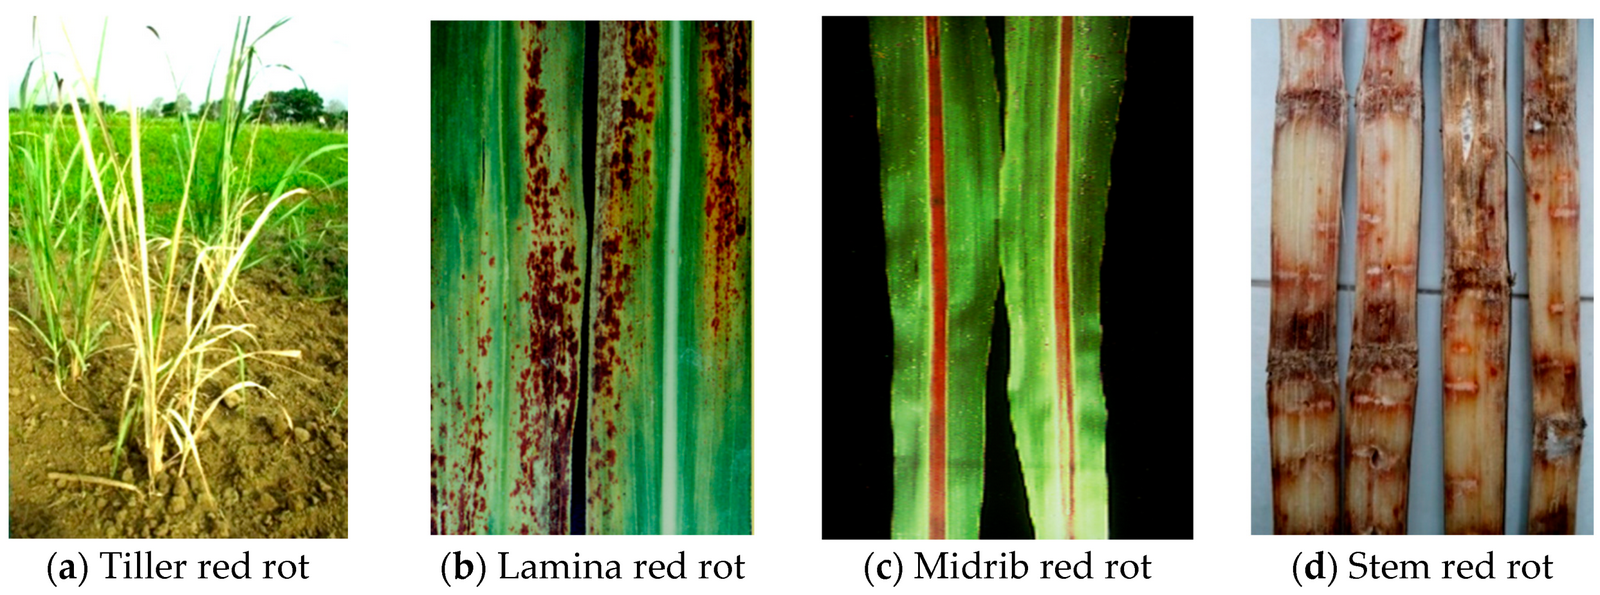 (a) Tiller red rot
(b) Lamina red rot
(c) Midrib red rot
(d) Stem red rot